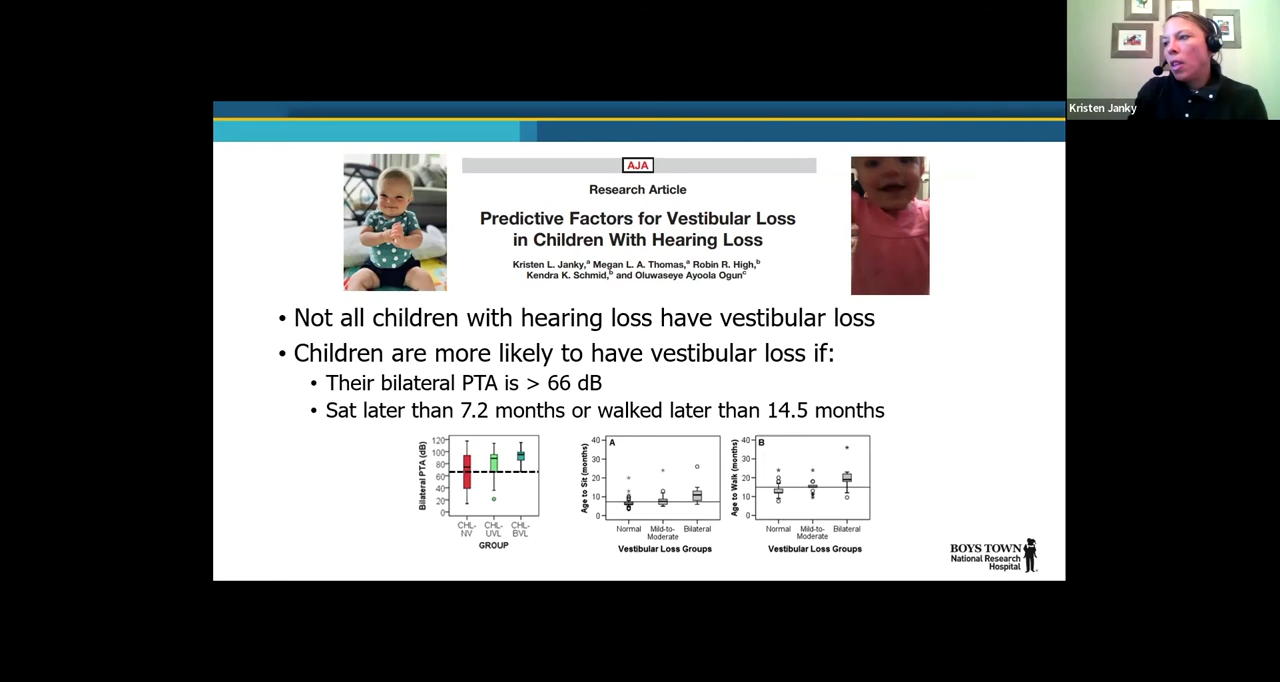 Kristen Janky
AJA
Research Article
Predictive Factors for Vestibular Loss
in Children With Hearing Loss
Kristen L. Janky,a Megan L. A. Thomas,a Robin R. High,b
Kendra K. Schmid,b and Oluwaseye Ayoola Ogunc
• Not all children with hearing loss have vestibular loss
• Children are more likely to have vestibular loss if:
• Their bilateral PTA is > 66 dB
• Sat later than 7.2 months or walked later than 14.5 months
Bilateral PTA (dB)
120
100
80
60
40
20
0
CHL-NV
CHL-UVL
CHL-BVL
GROUP
A
Age to Sit (months)
40
30
20
10
0
Normal
Mild-to-Moderate
Bilateral
Vestibular Loss Groups
B
Age to Walk (months)
40
30
20
10
0
Normal
Mild-to-Moderate
Bilateral
Vestibular Loss Groups
BOYS TOWN
National Research
Hospital